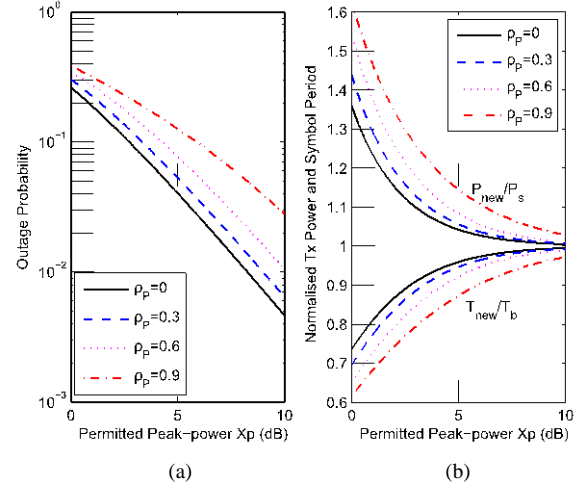 10⁰
10⁻¹
10⁻²
10⁻³
Outage Probability
ρP=0
ρP=0.3
ρP=0.6
ρP=0.9
0 5 10
Permitted Peak-power Xp (dB)
(a)
1.6
1.5
1.4
1.3
1.2
1.1
1
0.9
0.8
0.7
0.6
Normalised Tx Power and Symbol Period
ρP=0
ρP=0.3
ρP=0.6
ρP=0.9
Pnew/Ps
Tnew/Tb
0 5 10
Permitted Peak-power Xp (dB)
(b)